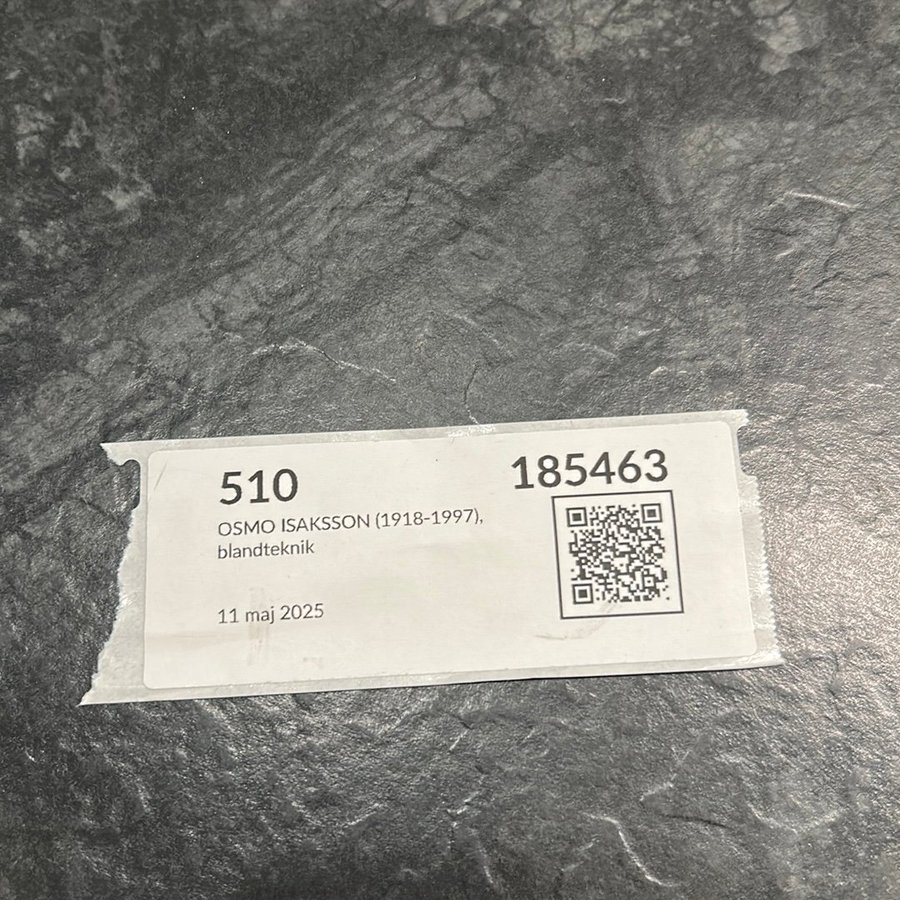 510
185463
OSMO ISAKSSON (1918-1997),
blandteknik
11 maj 2025